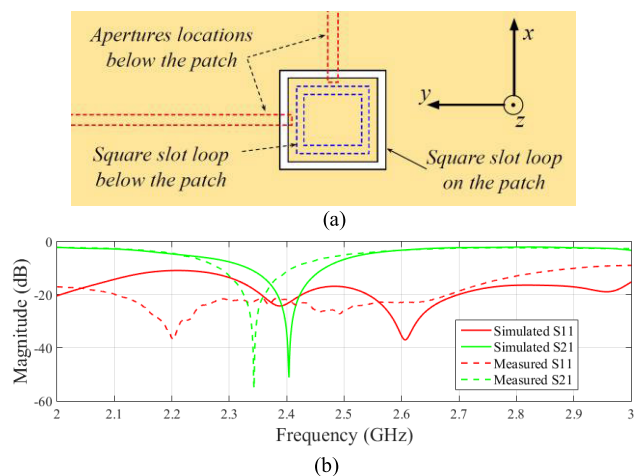 Apertures locations
below the patch
x
y
z
Square slot loop
below the patch
Square slot loop
on the patch
(a)
0
-20
-40
-60
Magnitude (dB)
Simulated S11
Simulated S21
Measured S11
Measured S21
2 2.1 2.2 2.3 2.4 2.5 2.6 2.7 2.8 2.9 3
Frequency (GHz)
(b)